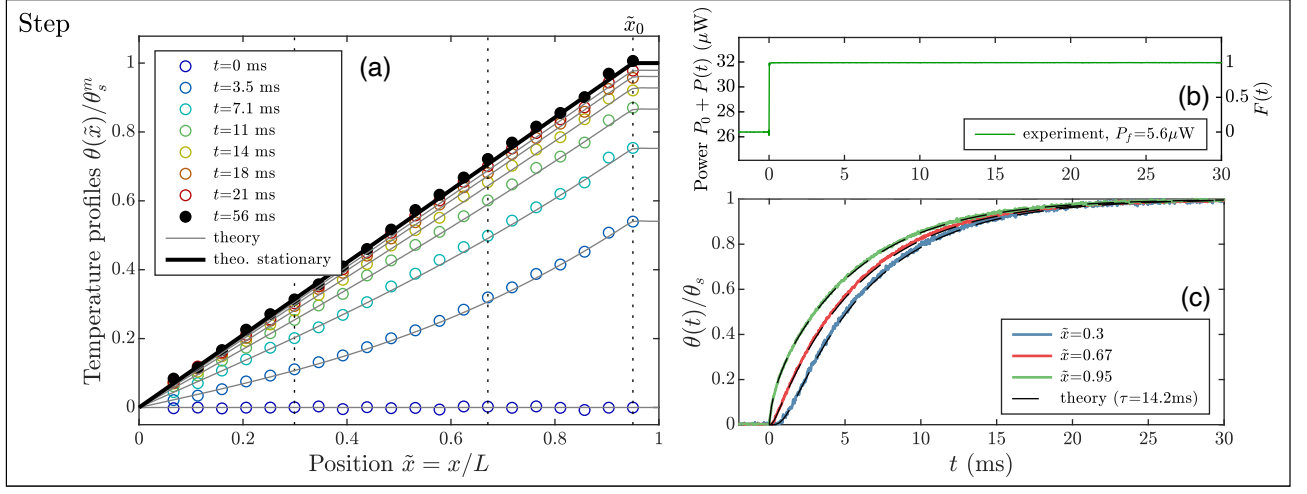 Step
x̃₀
(a)
Temperature profiles θ(x̃)/θₛᵐ
1
0.8
0.6
0.4
0.2
0
t=0 ms
t=3.5 ms
t=7.1 ms
t=11 ms
t=14 ms
t=18 ms
t=21 ms
t=56 ms
theory
theo. stationary
0 0.2 0.4 0.6 0.8 1
Position x̃ = x/L
(b)
Power P₀ + P(t) (μW)
32
30
28
26
F(t)
1
0.5
0
experiment, P_f=5.6μW
0 5 10 15 20 25 30
(c)
θ(t)/θₛ
1
0.8
0.6
0.4
0.2
0
x̃=0.3
x̃=0.67
x̃=0.95
theory (τ=14.2ms)
0 5 10 15 20 25 30
t (ms)